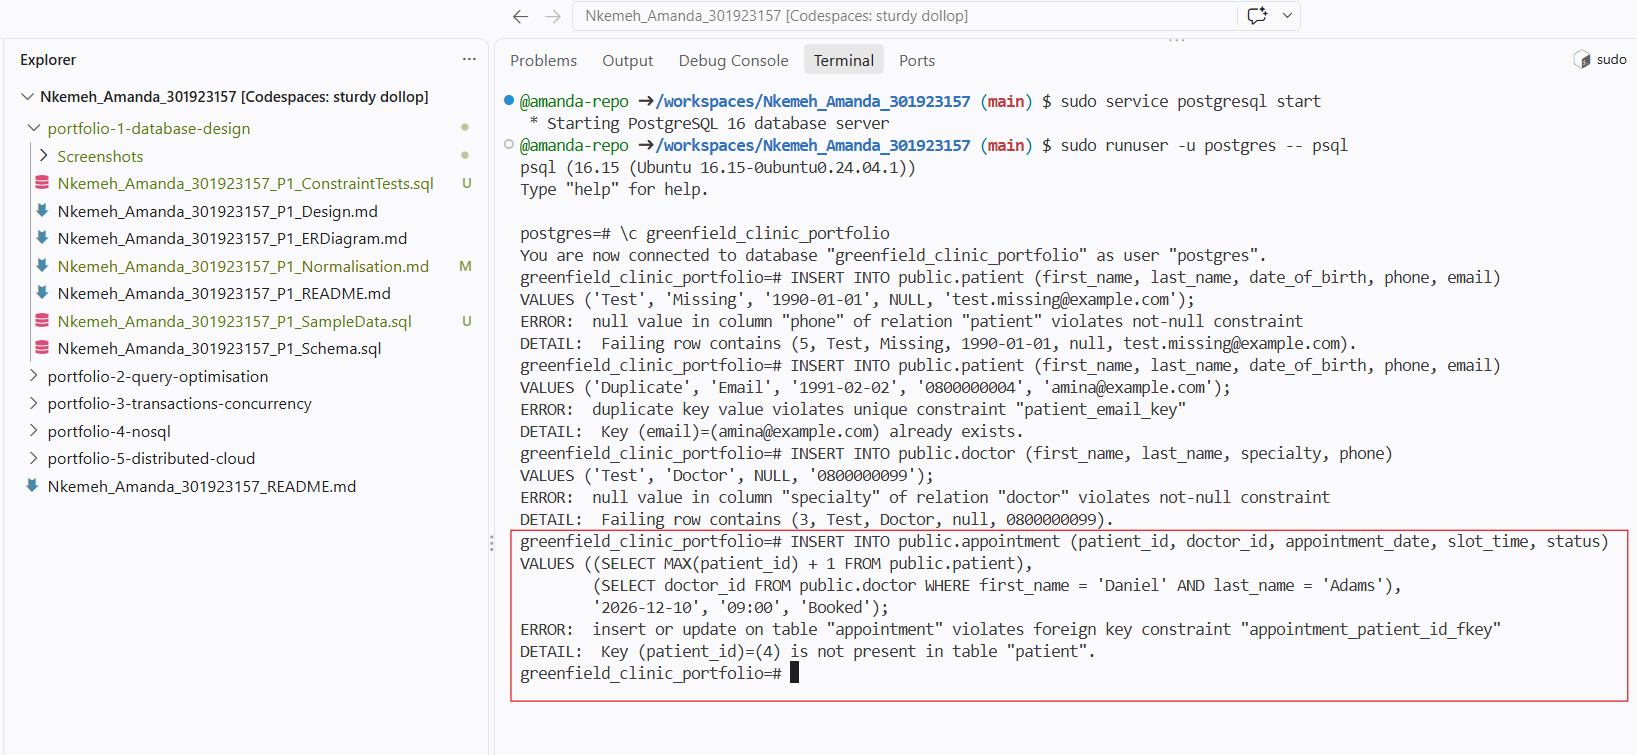 Nkemeh_Amanda_301923157 [Codespaces: sturdy dollop]
Explorer
Nkemeh_Amanda_301923157 [Codespaces: sturdy dollop]
portfolio-1-database-design
Screenshots
Nkemeh_Amanda_301923157_P1_ConstraintTests.sql U
Nkemeh_Amanda_301923157_P1_Design.md
Nkemeh_Amanda_301923157_P1_ERDiagram.md
Nkemeh_Amanda_301923157_P1_Normalisation.md M
Nkemeh_Amanda_301923157_P1_README.md
Nkemeh_Amanda_301923157_P1_SampleData.sql U
Nkemeh_Amanda_301923157_P1_Schema.sql
portfolio-2-query-optimisation
portfolio-3-transactions-concurrency
portfolio-4-nosql
portfolio-5-distributed-cloud
Nkemeh_Amanda_301923157_README.md
Problems Output Debug Console Terminal Ports
sudo
@amanda-repo →/workspaces/Nkemeh_Amanda_301923157 (main) $ sudo service postgresql start
* Starting PostgreSQL 16 database server
@amanda-repo →/workspaces/Nkemeh_Amanda_301923157 (main) $ sudo runuser -u postgres -- psql
psql (16.15 (Ubuntu 16.15-0ubuntu0.24.04.1))
Type "help" for help.
postgres=# \c greenfield_clinic_portfolio
You are now connected to database "greenfield_clinic_portfolio" as user "postgres".
greenfield_clinic_portfolio=# INSERT INTO public.patient (first_name, last_name, date_of_birth, phone, email)
VALUES ('Test', 'Missing', '1990-01-01', NULL, 'test.missing@example.com');
ERROR:  null value in column "phone" of relation "patient" violates not-null constraint
DETAIL:  Failing row contains (5, Test, Missing, 1990-01-01, null, test.missing@example.com).
greenfield_clinic_portfolio=# INSERT INTO public.patient (first_name, last_name, date_of_birth, phone, email)
VALUES ('Duplicate', 'Email', '1991-02-02', '0800000004', 'amina@example.com');
ERROR:  duplicate key value violates unique constraint "patient_email_key"
DETAIL:  Key (email)=(amina@example.com) already exists.
greenfield_clinic_portfolio=# INSERT INTO public.doctor (first_name, last_name, specialty, phone)
VALUES ('Test', 'Doctor', NULL, '0800000099');
ERROR:  null value in column "specialty" of relation "doctor" violates not-null constraint
DETAIL:  Failing row contains (3, Test, Doctor, null, 0800000099).
greenfield_clinic_portfolio=# INSERT INTO public.appointment (patient_id, doctor_id, appointment_date, slot_time, status)
VALUES ((SELECT MAX(patient_id) + 1 FROM public.patient),
(SELECT doctor_id FROM public.doctor WHERE first_name = 'Daniel' AND last_name = 'Adams'),
'2026-12-10', '09:00', 'Booked');
ERROR:  insert or update on table "appointment" violates foreign key constraint "appointment_patient_id_fkey"
DETAIL:  Key (patient_id)=(4) is not present in table "patient".
greenfield_clinic_portfolio=#